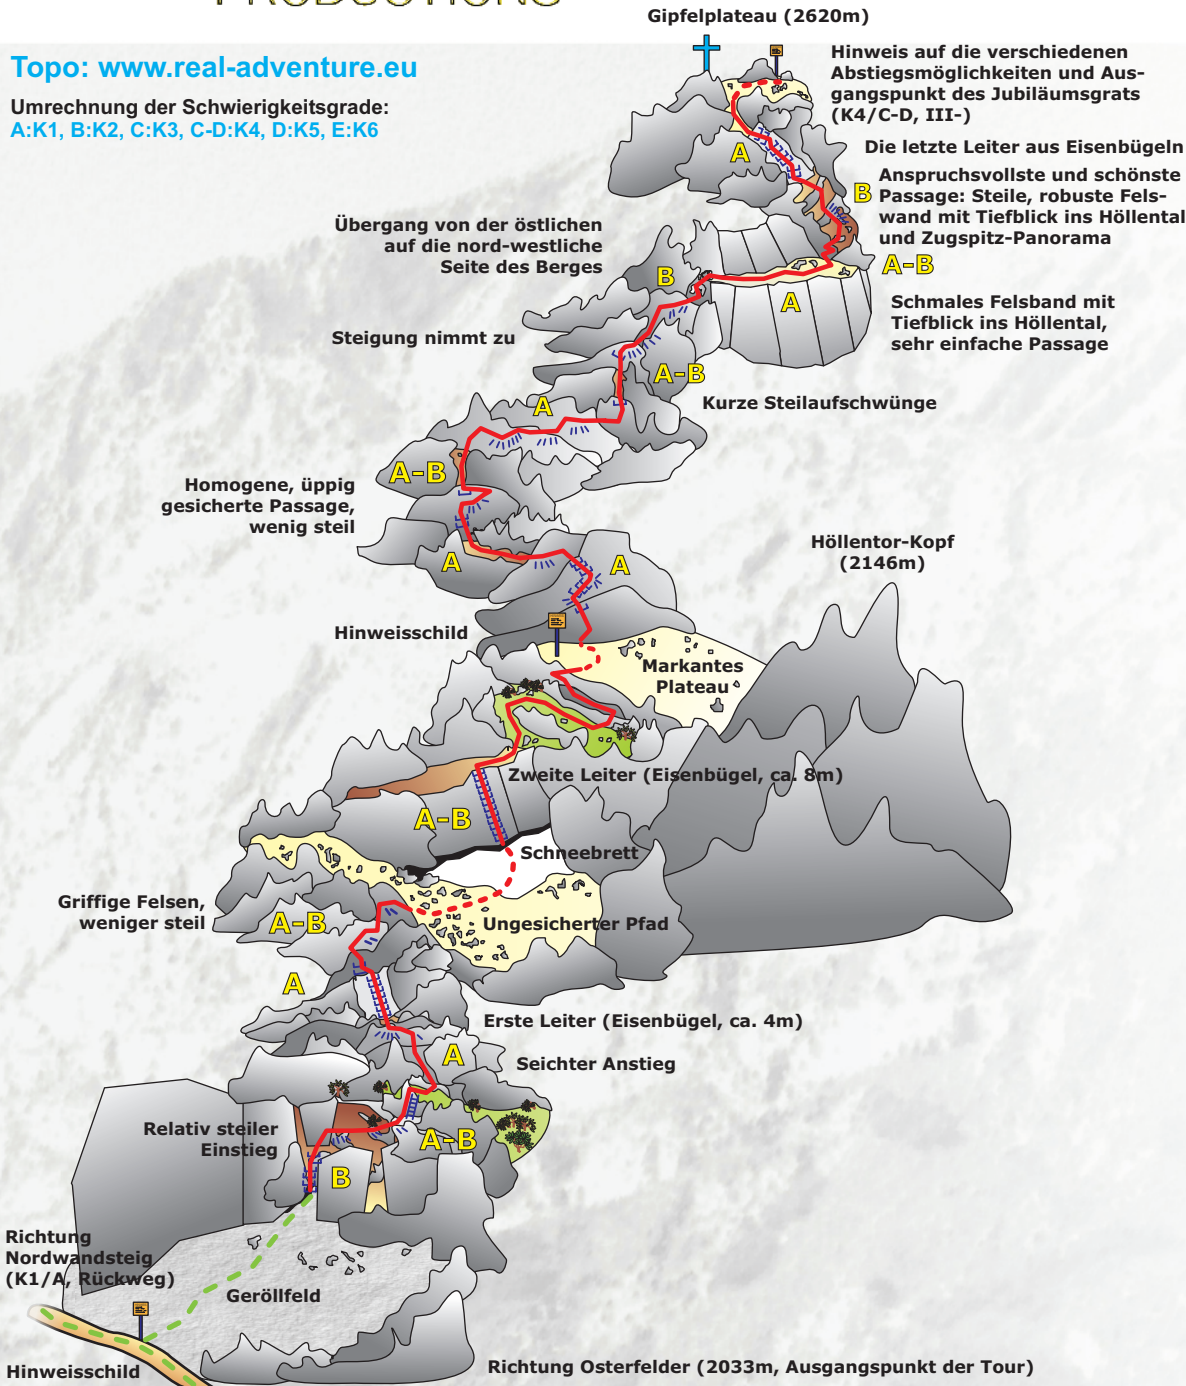 PRODUCTIONS
Gipfelplateau (2620m)
Topo: www.real-adventure.eu
Umrechnung der Schwierigkeitsgrade:
A:K1, B:K2, C:K3, C-D:K4, D:K5, E:K6
Hinweis auf die verschiedenen
Abstiegsmöglichkeiten und Aus-
gangspunkt des Jubiläumsgrats
(K4/C-D, III-)
A
Die letzte Leiter aus Eisenbügeln
B
Anspruchsvollste und schönste
Passage: Steile, robuste Fels-
wand mit Tiefblick ins Höllental
und Zugspitz-Panorama
A-B
Übergang von der östlichen
auf die nord-westliche
Seite des Berges
B
A
Schmales Felsband mit
Tiefblick ins Höllental,
sehr einfache Passage
Steigung nimmt zu
A-B
Kurze Steilaufschwünge
A
A-B
Homogene, üppig
gesicherte Passage,
wenig steil
A
A
Höllentor-Kopf
(2146m)
Hinweisschild
Markantes
Plateau
Zweite Leiter (Eisenbügel, ca. 8m)
A-B
Schneebrett
Griffige Felsen,
weniger steil
A-B
Ungesicherter Pfad
A
Erste Leiter (Eisenbügel, ca. 4m)
A
Seichter Anstieg
Relativ steiler
Einstieg
A-B
B
Richtung
Nordwandsteig
(K1/A, Rückweg)
Geröllfeld
Hinweisschild
Richtung Osterfelder (2033m, Ausgangspunkt der Tour)